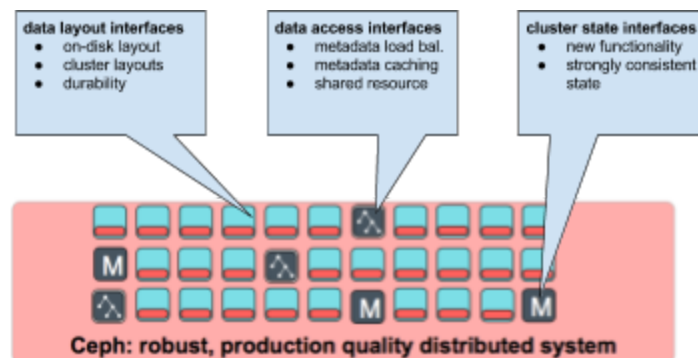 data layout interfaces
● on-disk layout
● cluster layouts
● durability
data access interfaces
● metadata load bal.
● metadata caching
● shared resource
cluster state interfaces
● new functionality
● strongly consistent
state
M
M
M
Ceph: robust, production quality distributed system